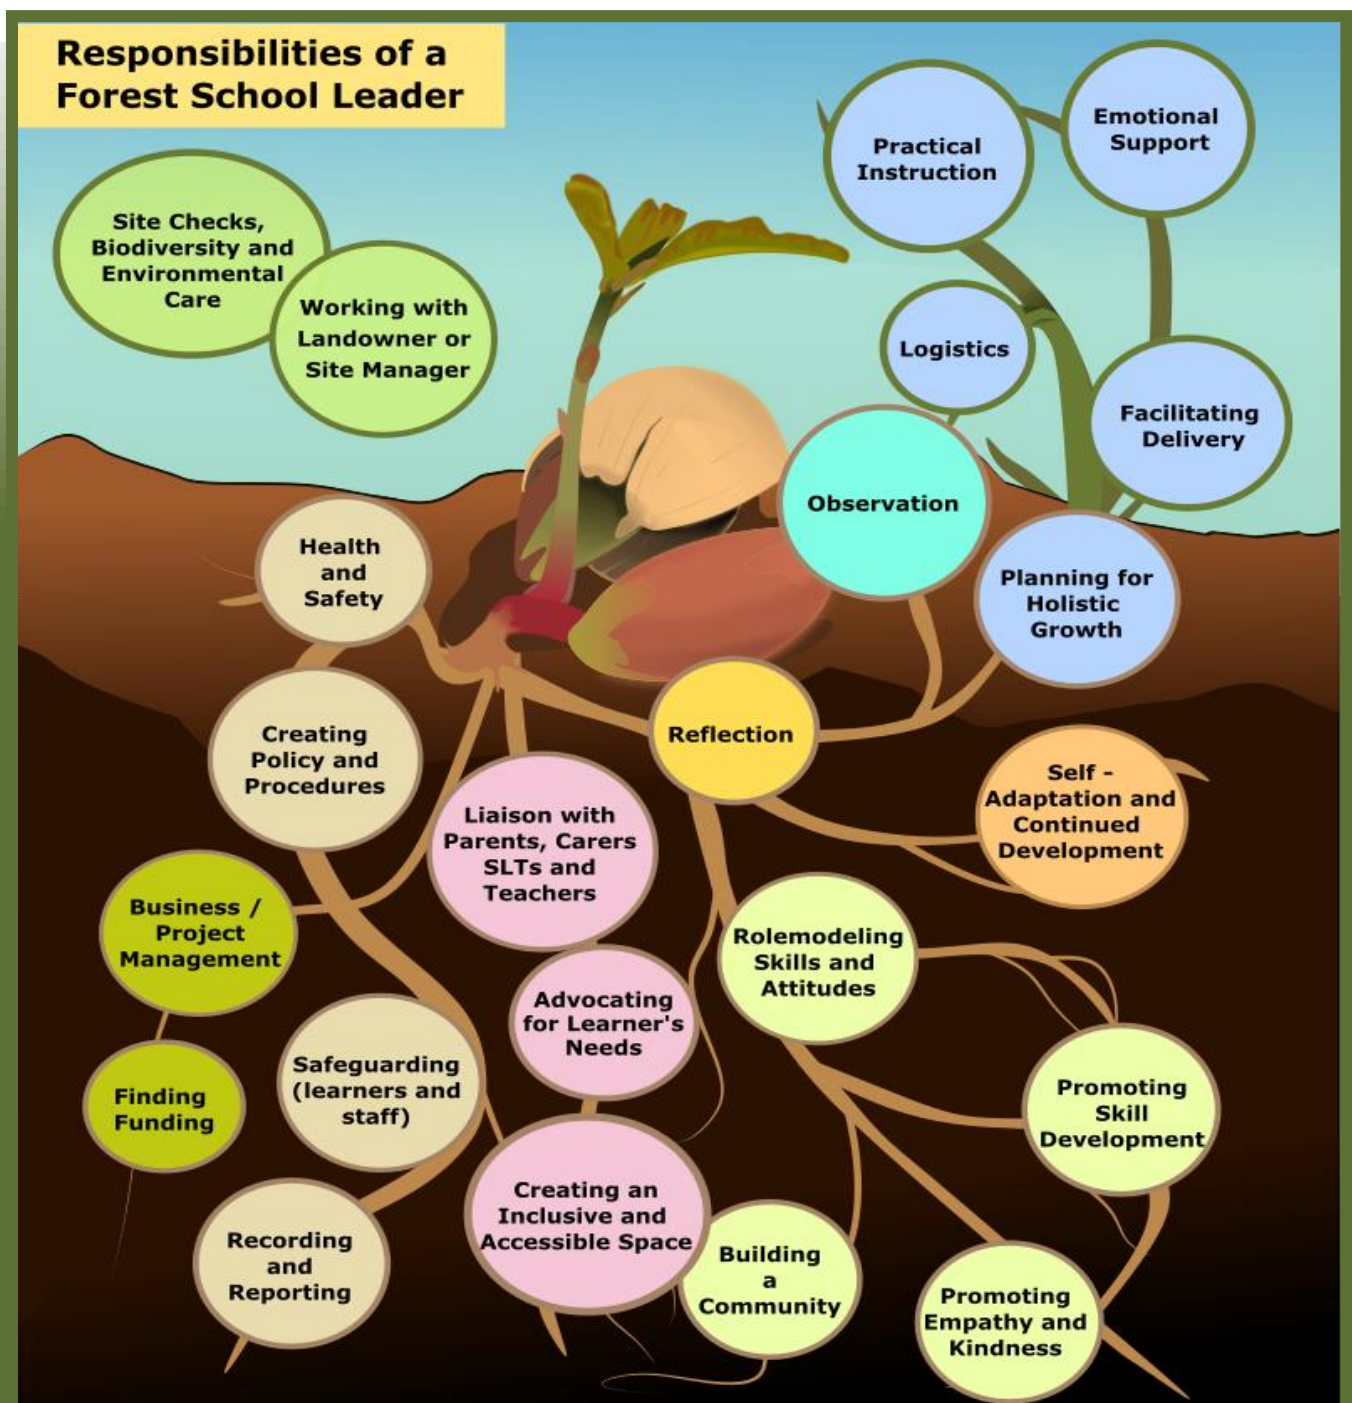 Responsibilities of a
Forest School Leader
Site Checks,
Biodiversity and
Environmental
Care
Working with
Landowner or
Site Manager
Practical
Instruction
Emotional
Support
Logistics
Facilitating
Delivery
Observation
Planning for
Holistic
Growth
Health
and
Safety
Creating
Policy and
Procedures
Reflection
Liaison with
Parents, Carers
SLTs and
Teachers
Self -
Adaptation and
Continued
Development
Business /
Project
Management
Rolemodeling
Skills and
Attitudes
Advocating
for Learner's
Needs
Finding
Funding
Safeguarding
(learners and
staff)
Promoting
Skill
Development
Recording
and
Reporting
Creating an
Inclusive and
Accessible Space
Building
a
Community
Promoting
Empathy and
Kindness